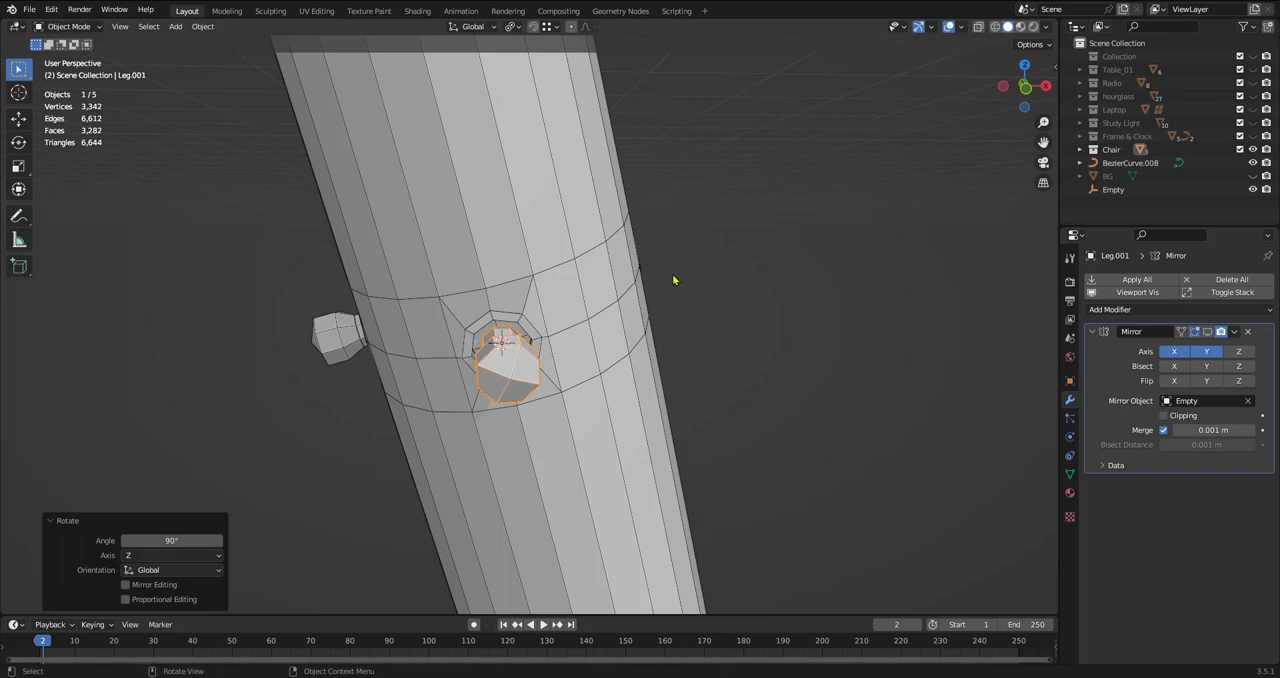 File Edit Render Window Help Layout Modeling Sculpting UV Editing Texture Paint Shading Animation Rendering Compositing Geometry Nodes Scripting + Scene ViewLayer
Object Mode View Select Add Object Global
Options
User Perspective
(2) Scene Collection | Leg.001
Objects 1/5
Vertices 3,342
Edges 6,612
Faces 3,282
Triangles 6,644
Z
X
Scene Collection
Collection
Table_01 6
Radio 8
hourglass 27
Laptop
Study Light 10
Frame & Clock 5 2
Chair
BezierCurve.008
BG
Empty
Leg.001 > Mirror
Apply All Delete All
Viewport Vis Toggle Stack
Add Modifier
Mirror
Axis X Y Z
Bisect X Y Z
Flip X Y Z
Mirror Object Empty
Clipping
Merge 0.001 m
Bisect Distance 0.001 m
Data
Rotate
Angle 90°
Axis Z
Orientation Global
Mirror Editing
Proportional Editing
Playback Keying View Marker 2 Start 1 End 250
2 10 20 30 40 50 60 70 80 90 100 110 120 130 140 150 160 170 180 190 200 210 220 230 240 250
Select Rotate View Object Context Menu 3.5.1